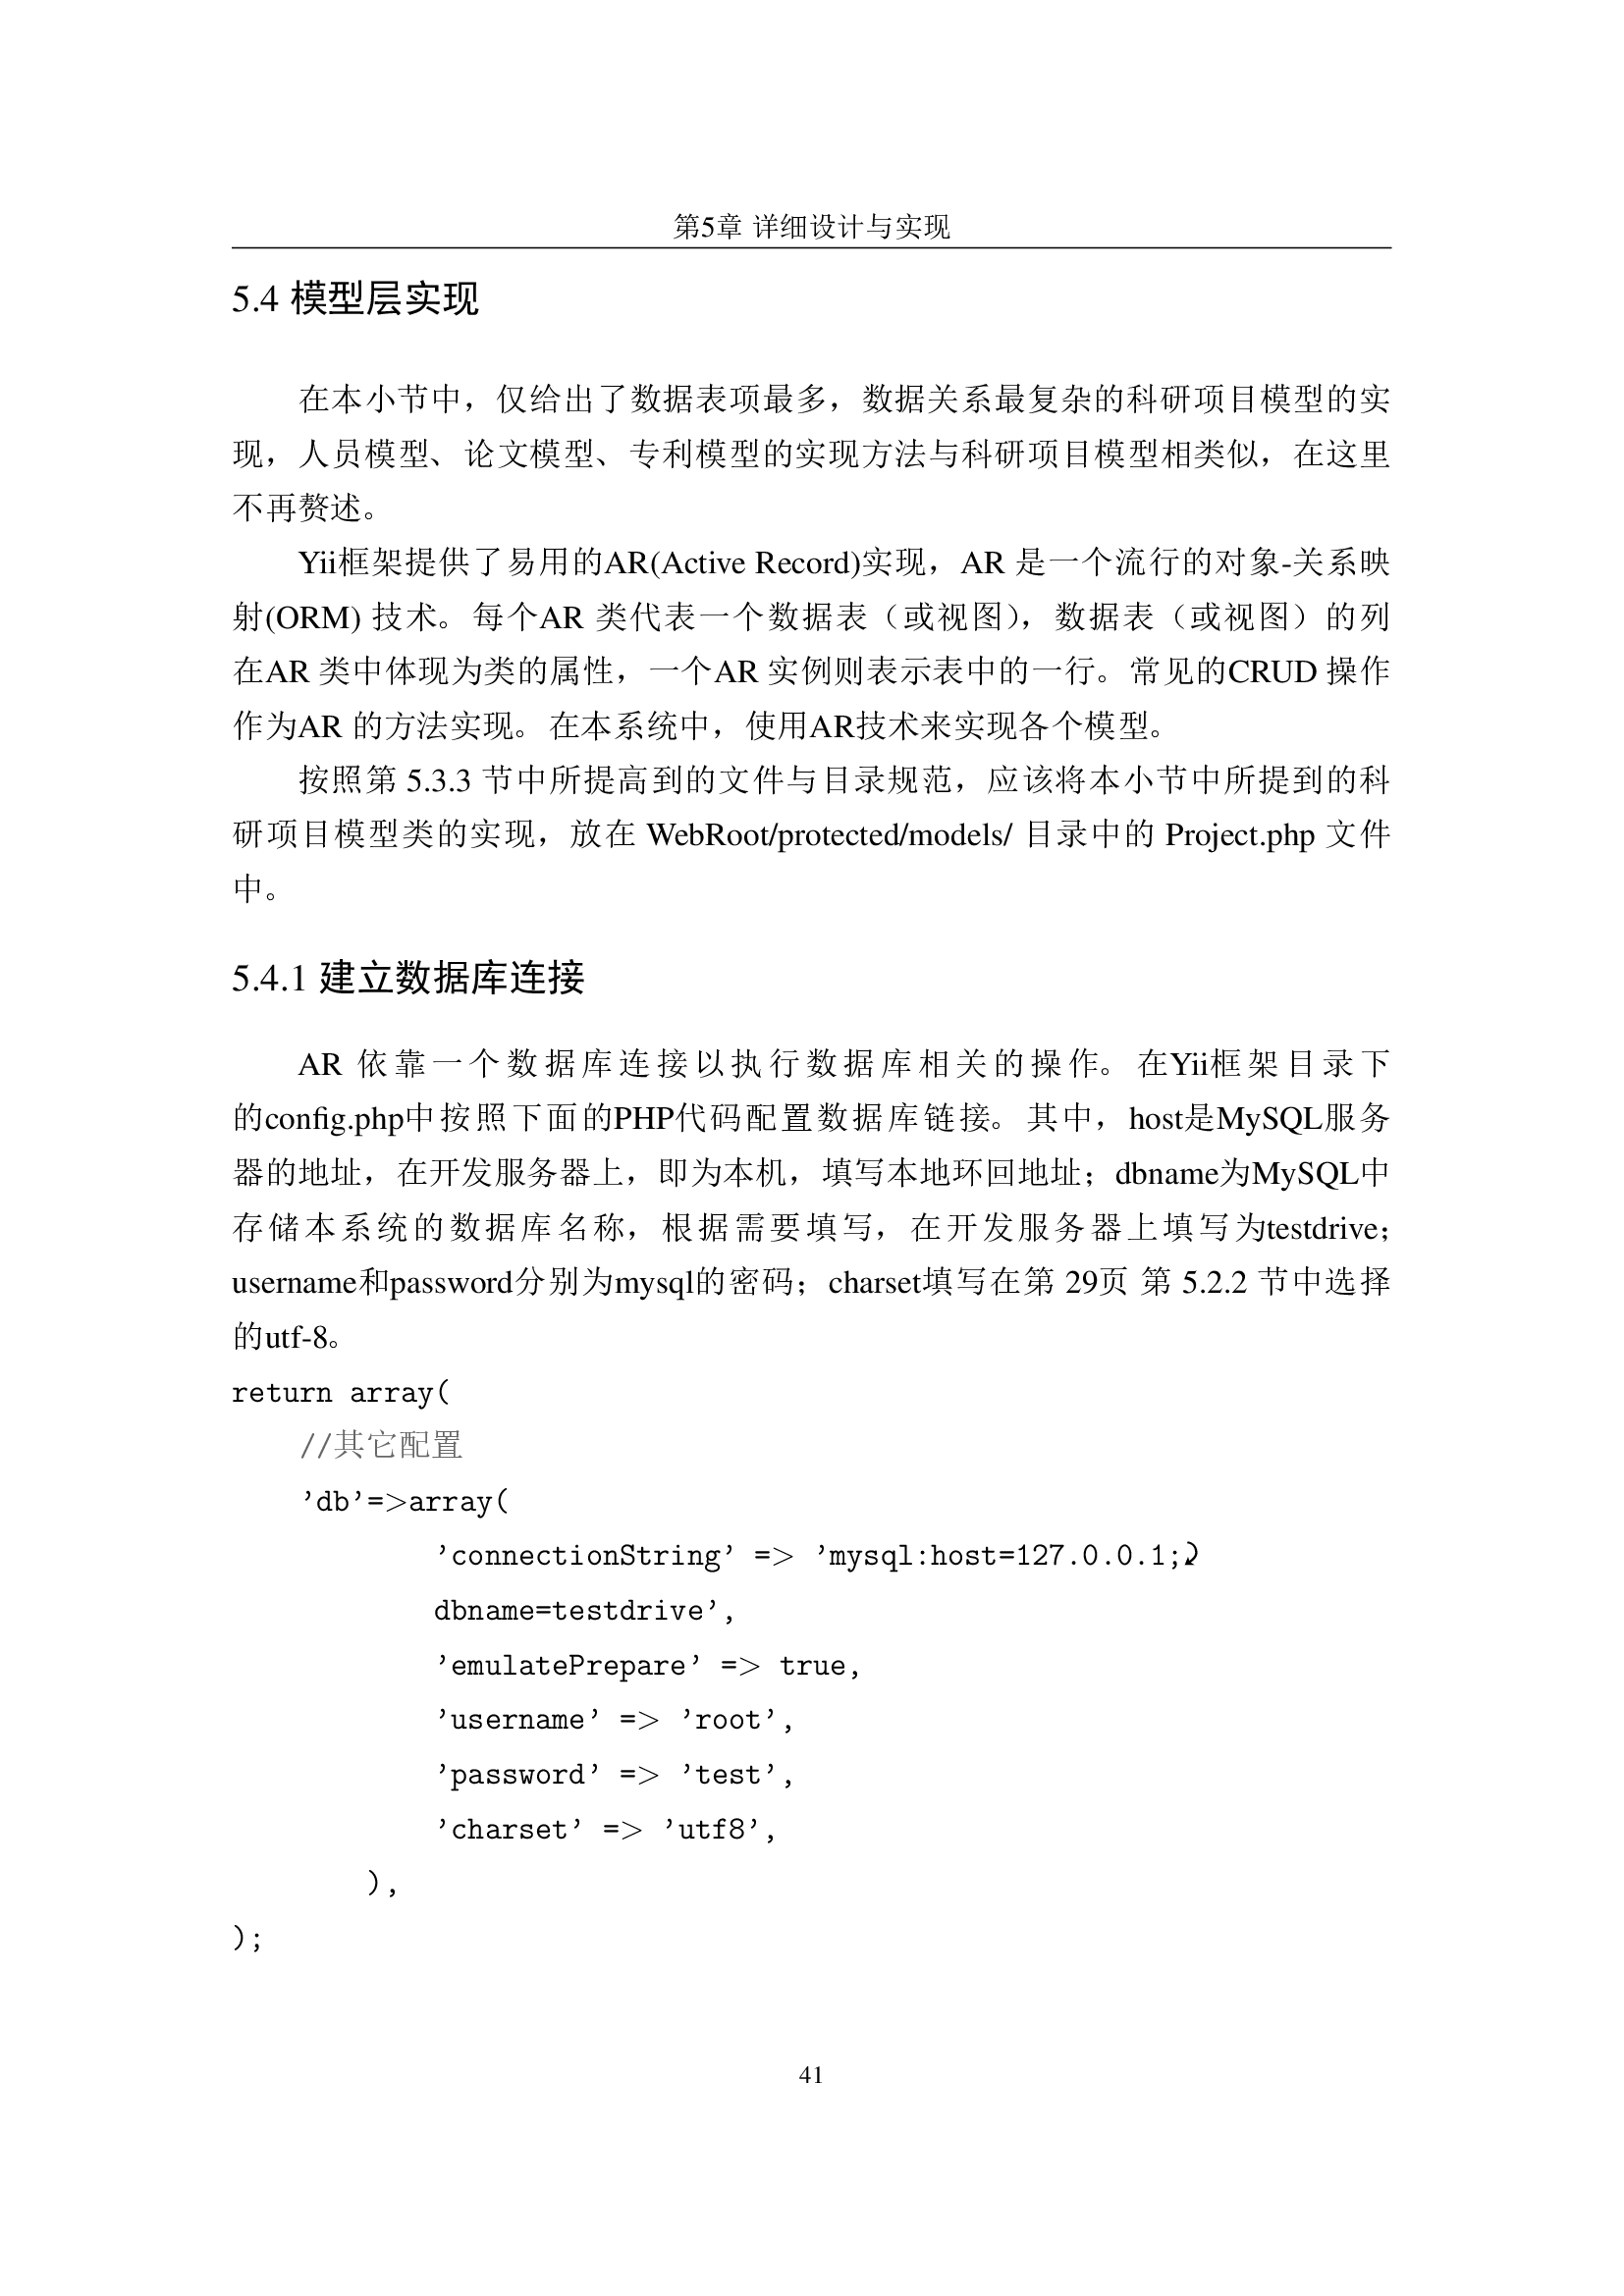 第5章 详细设计与实现
5.4 模型层实现
在本小节中，仅给出了数据表项最多，数据关系最复杂的科研项目模型的实
现，人员模型、论文模型、专利模型的实现方法与科研项目模型相类似，在这里
不再赘述。
Yii框架提供了易用的AR(Active Record)实现，AR 是一个流行的对象-关系映
射(ORM) 技术。每个AR 类代表一个数据表（或视图），数据表（或视图）的列
在AR 类中体现为类的属性，一个AR 实例则表示表中的一行。常见的CRUD 操作
作为AR 的方法实现。在本系统中，使用AR技术来实现各个模型。
按照第 5.3.3 节中所提高到的文件与目录规范，应该将本小节中所提到的科
研项目模型类的实现，放在 WebRoot/protected/models/ 目录中的 Project.php 文件
中。
5.4.1 建立数据库连接
AR 依靠一个数据库连接以执行数据库相关的操作。在Yii框架目录下
的config.php中按照下面的PHP代码配置数据库链接。其中，host是MySQL服务
器的地址，在开发服务器上，即为本机，填写本地环回地址；dbname为MySQL中
存储本系统的数据库名称，根据需要填写，在开发服务器上填写为testdrive；
username和password分别为mysql的密码；charset填写在第 29页 第 5.2.2 节中选择
的utf-8。
return array(
//其它配置
’db’=>array(
’connectionString’ => ’mysql:host=127.0.0.1;⤸
dbname=testdrive’,
’emulatePrepare’ => true,
’username’ => ’root’,
’password’ => ’test’,
’charset’ => ’utf8’,
),
);
41